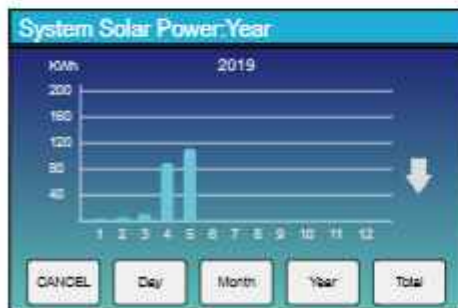 System Solar Power:Year
KWh 2019
200
160
120
80
40
1 2 3 4 5 6 7 8 9 10 11 12
CANCEL Day Month Year Total